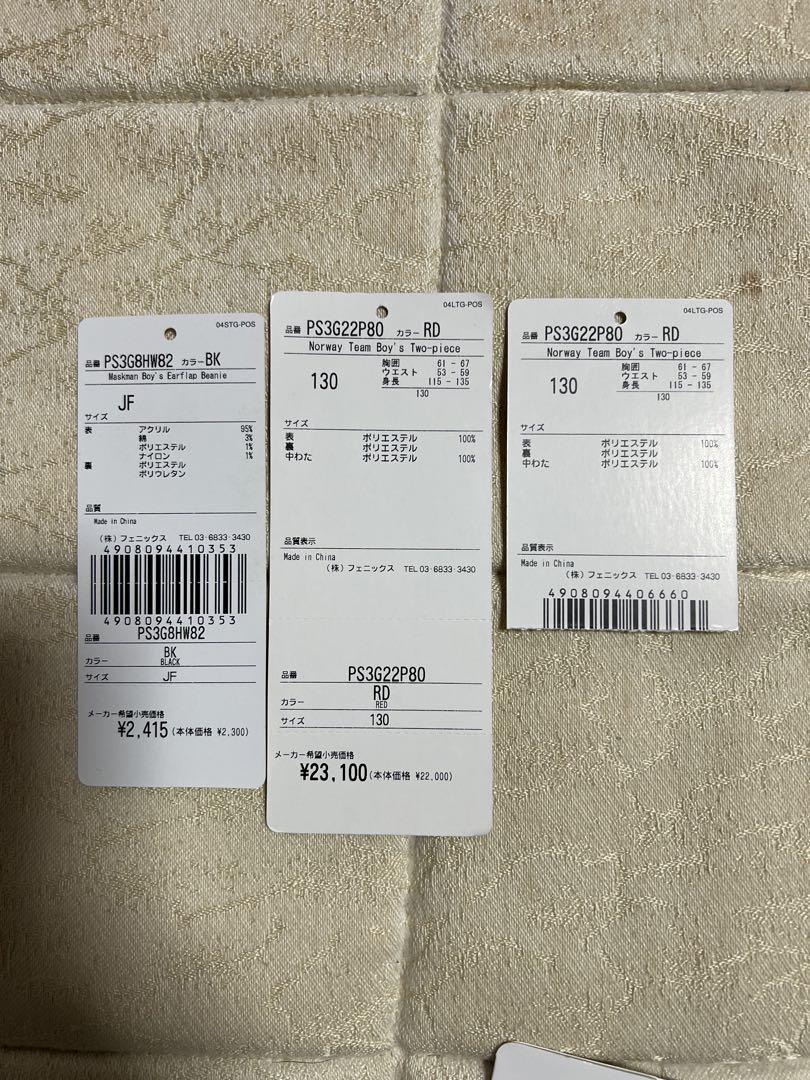 04STG-POS
品番 PS3G8HW82 カラー BK
Maskman Boy's Earflap Beanie
JF
サイズ
表 アクリル 95%
綿 3%
ポリエステル 1%
ナイロン 1%
裏 ポリエステル
ポリウレタン
品質
Made in China
(株)フェニックス TEL 03-6833-3430
4908094410353
4908094410353
品番 PS3G8HW82
カラー BK
BLACK
サイズ JF
メーカー希望小売価格
¥2,415(本体価格 ¥2,300)
04LTG-POS
品番 PS3G22P80 カラー RD
Norway Team Boy's Two-piece
130
胸囲 61 - 67
ウエスト 53 - 59
身長 115 - 135
130
サイズ
表 ポリエステル 100%
裏 ポリエステル
中わた ポリエステル 100%
品質表示
Made in China
(株)フェニックス TEL 03-6833-3430
品番 PS3G22P80
カラー RD
RED
サイズ 130
メーカー希望小売価格
¥23,100(本体価格 ¥22,000)
04LTG-POS
品番 PS3G22P80 カラー RD
Norway Team Boy's Two-piece
130
胸囲 61 - 67
ウエスト 53 - 59
身長 115 - 135
130
サイズ
表 ポリエステル 100%
裏 ポリエステル
中わた ポリエステル 100%
品質表示
Made in China
(株)フェニックス TEL 03-6833-3430
4908094406660